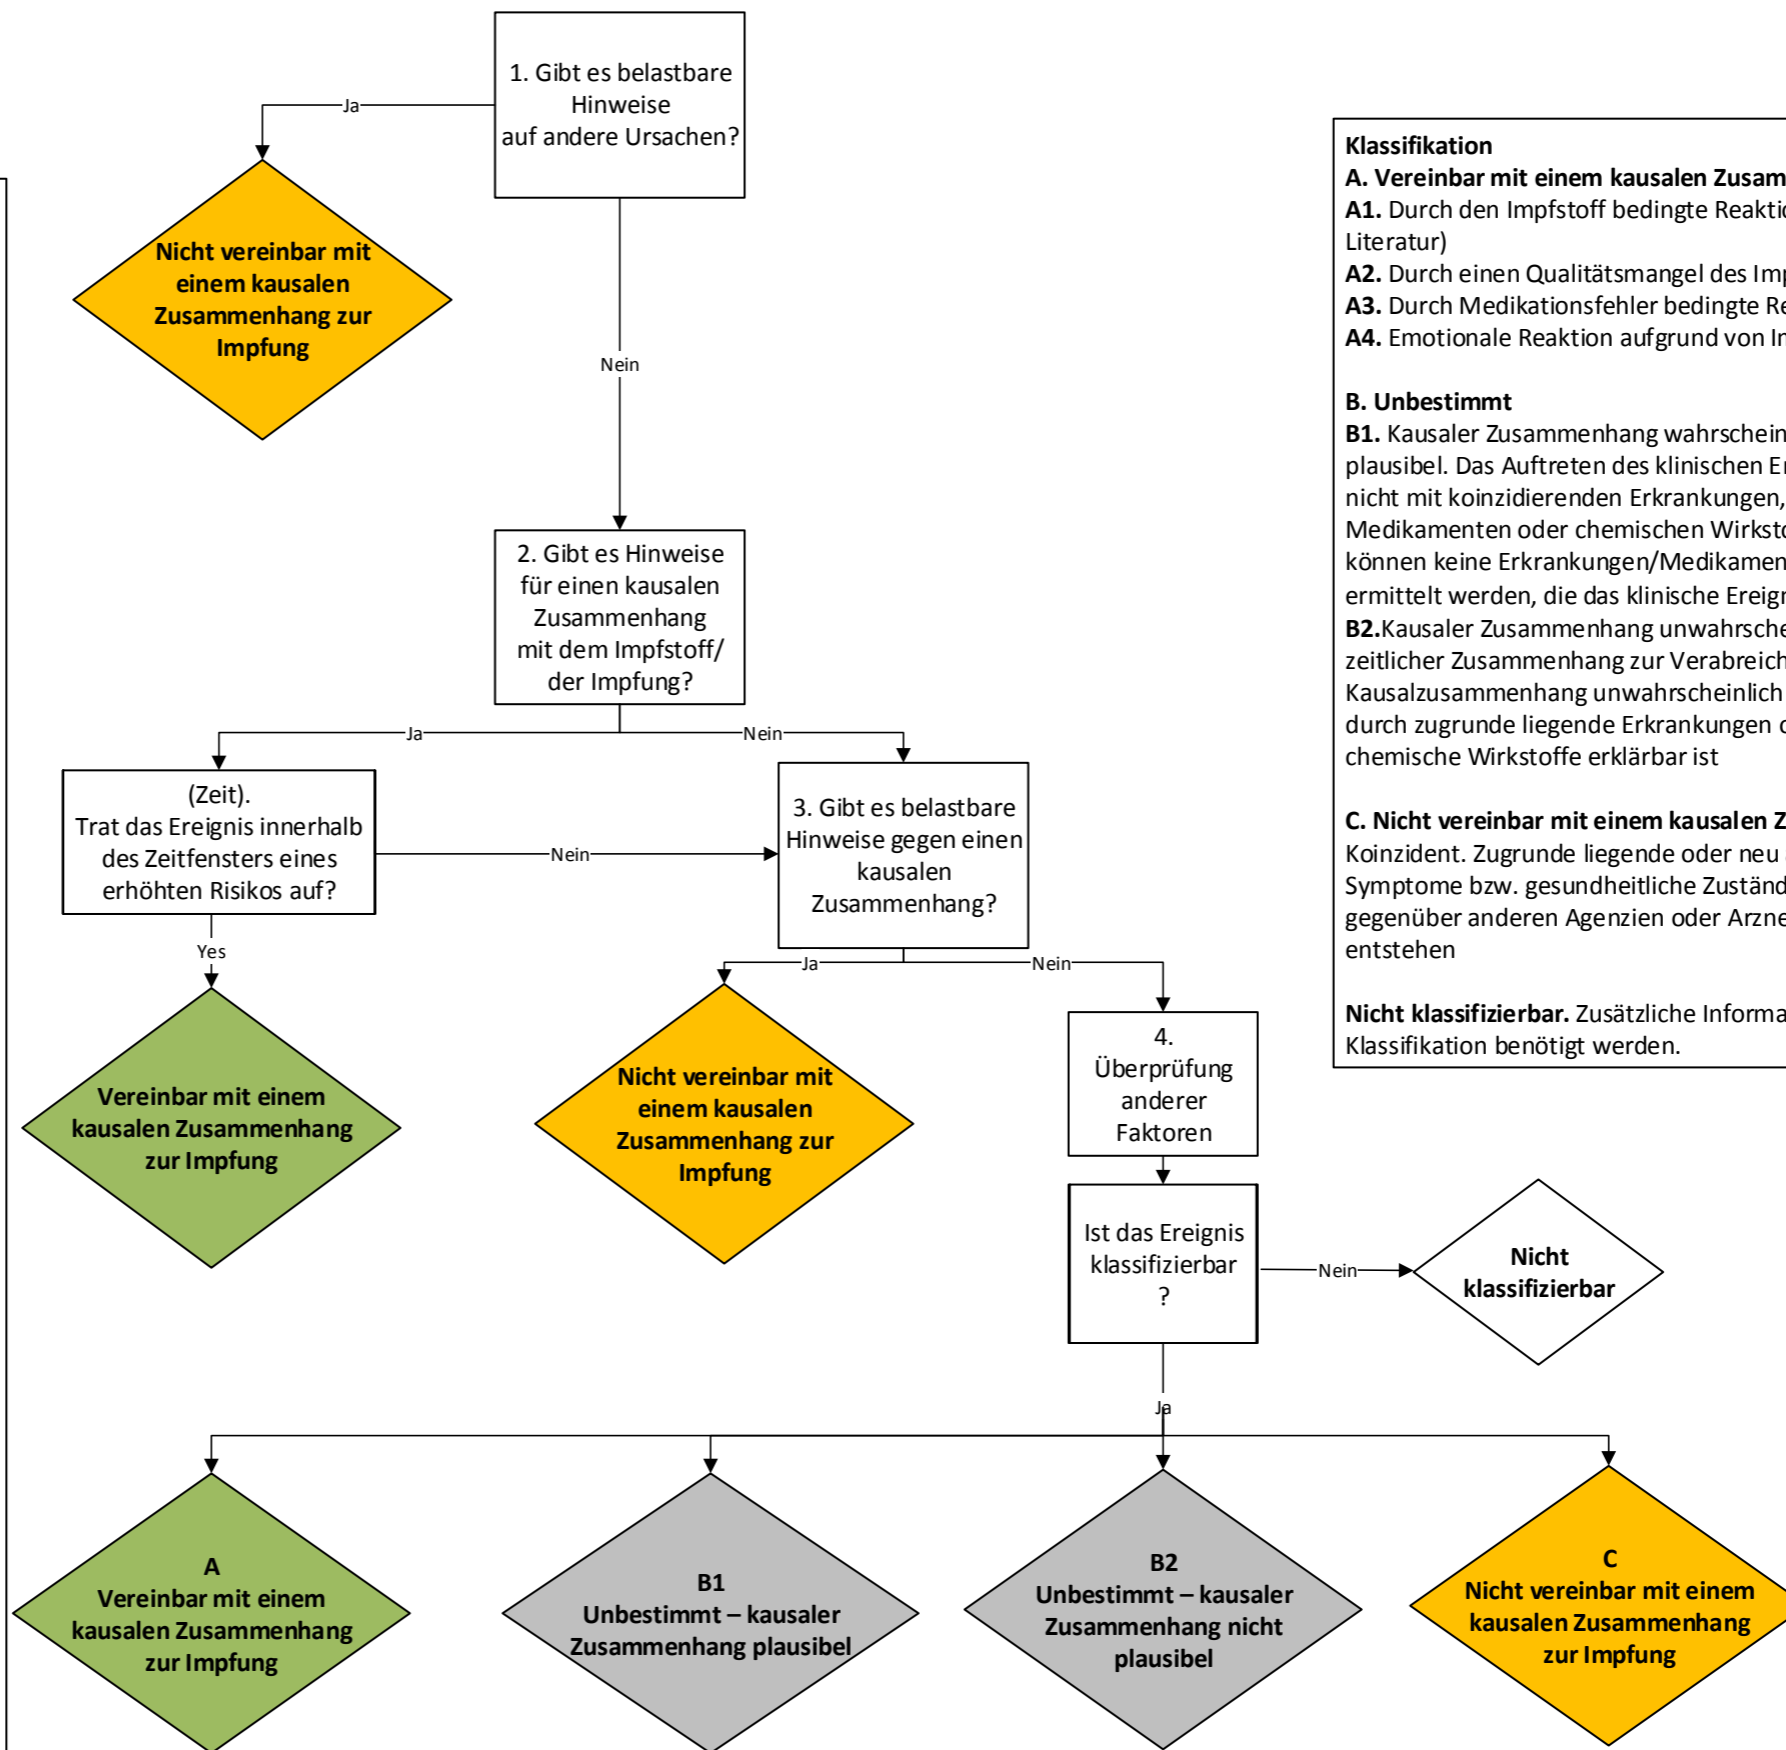 1. Gibt es belastbare
Hinweise
auf andere Ursachen?
Ja
Nicht vereinbar mit
einem kausalen
Zusammenhang zur
Impfung
Nein
2. Gibt es Hinweise
für einen kausalen
Zusammenhang
mit dem Impfstoff/
der Impfung?
Ja
Nein
(Zeit).
Trat das Ereignis innerhalb
des Zeitfensters eines
erhöhten Risikos auf?
Nein
3. Gibt es belastbare
Hinweise gegen einen
kausalen
Zusammenhang?
Yes
Ja
Nein
Vereinbar mit einem
kausalen Zusammenhang
zur Impfung
Nicht vereinbar mit
einem kausalen
Zusammenhang zur
Impfung
4.
Überprüfung
anderer
Faktoren
Ist das Ereignis
klassifizierbar
?
Nein
Nicht
klassifizierbar
Ja
A
Vereinbar mit einem
kausalen Zusammenhang
zur Impfung
B1
Unbestimmt – kausaler
Zusammenhang plausibel
B2
Unbestimmt – kausaler
Zusammenhang nicht
plausibel
C
Nicht vereinbar mit einem
kausalen Zusammenhang
zur Impfung
Klassifikation
A. Vereinbar mit einem kausalen
A1. Durch den Impfstoff bedingte
Literatur)
A2. Durch einen Qualitätsmangel des
A3. Durch Medikationsfehler bedingte
A4. Emotionale Reaktion aufgrund von
B. Unbestimmt
B1. Kausaler Zusammenhang
plausibel. Das Auftreten des klinischen
nicht mit koinzidierenden Erkrankungen,
Medikamenten oder chemischen
können keine
ermittelt werden, die das klinische
B2.Kausaler Zusammenhang
zeitlicher Zusammenhang zur
Kausalzusammenhang unwahrscheinlich
durch zugrunde liegende Erkrankungen
chemische Wirkstoffe erklärbar ist
C. Nicht vereinbar mit einem kausalen
Koinzident. Zugrunde liegende oder neu
Symptome bzw. gesundheitliche
gegenüber anderen Agenzien oder
entstehen
Nicht klassifizierbar. Zusätzliche
Klassifikation benötigt werden.